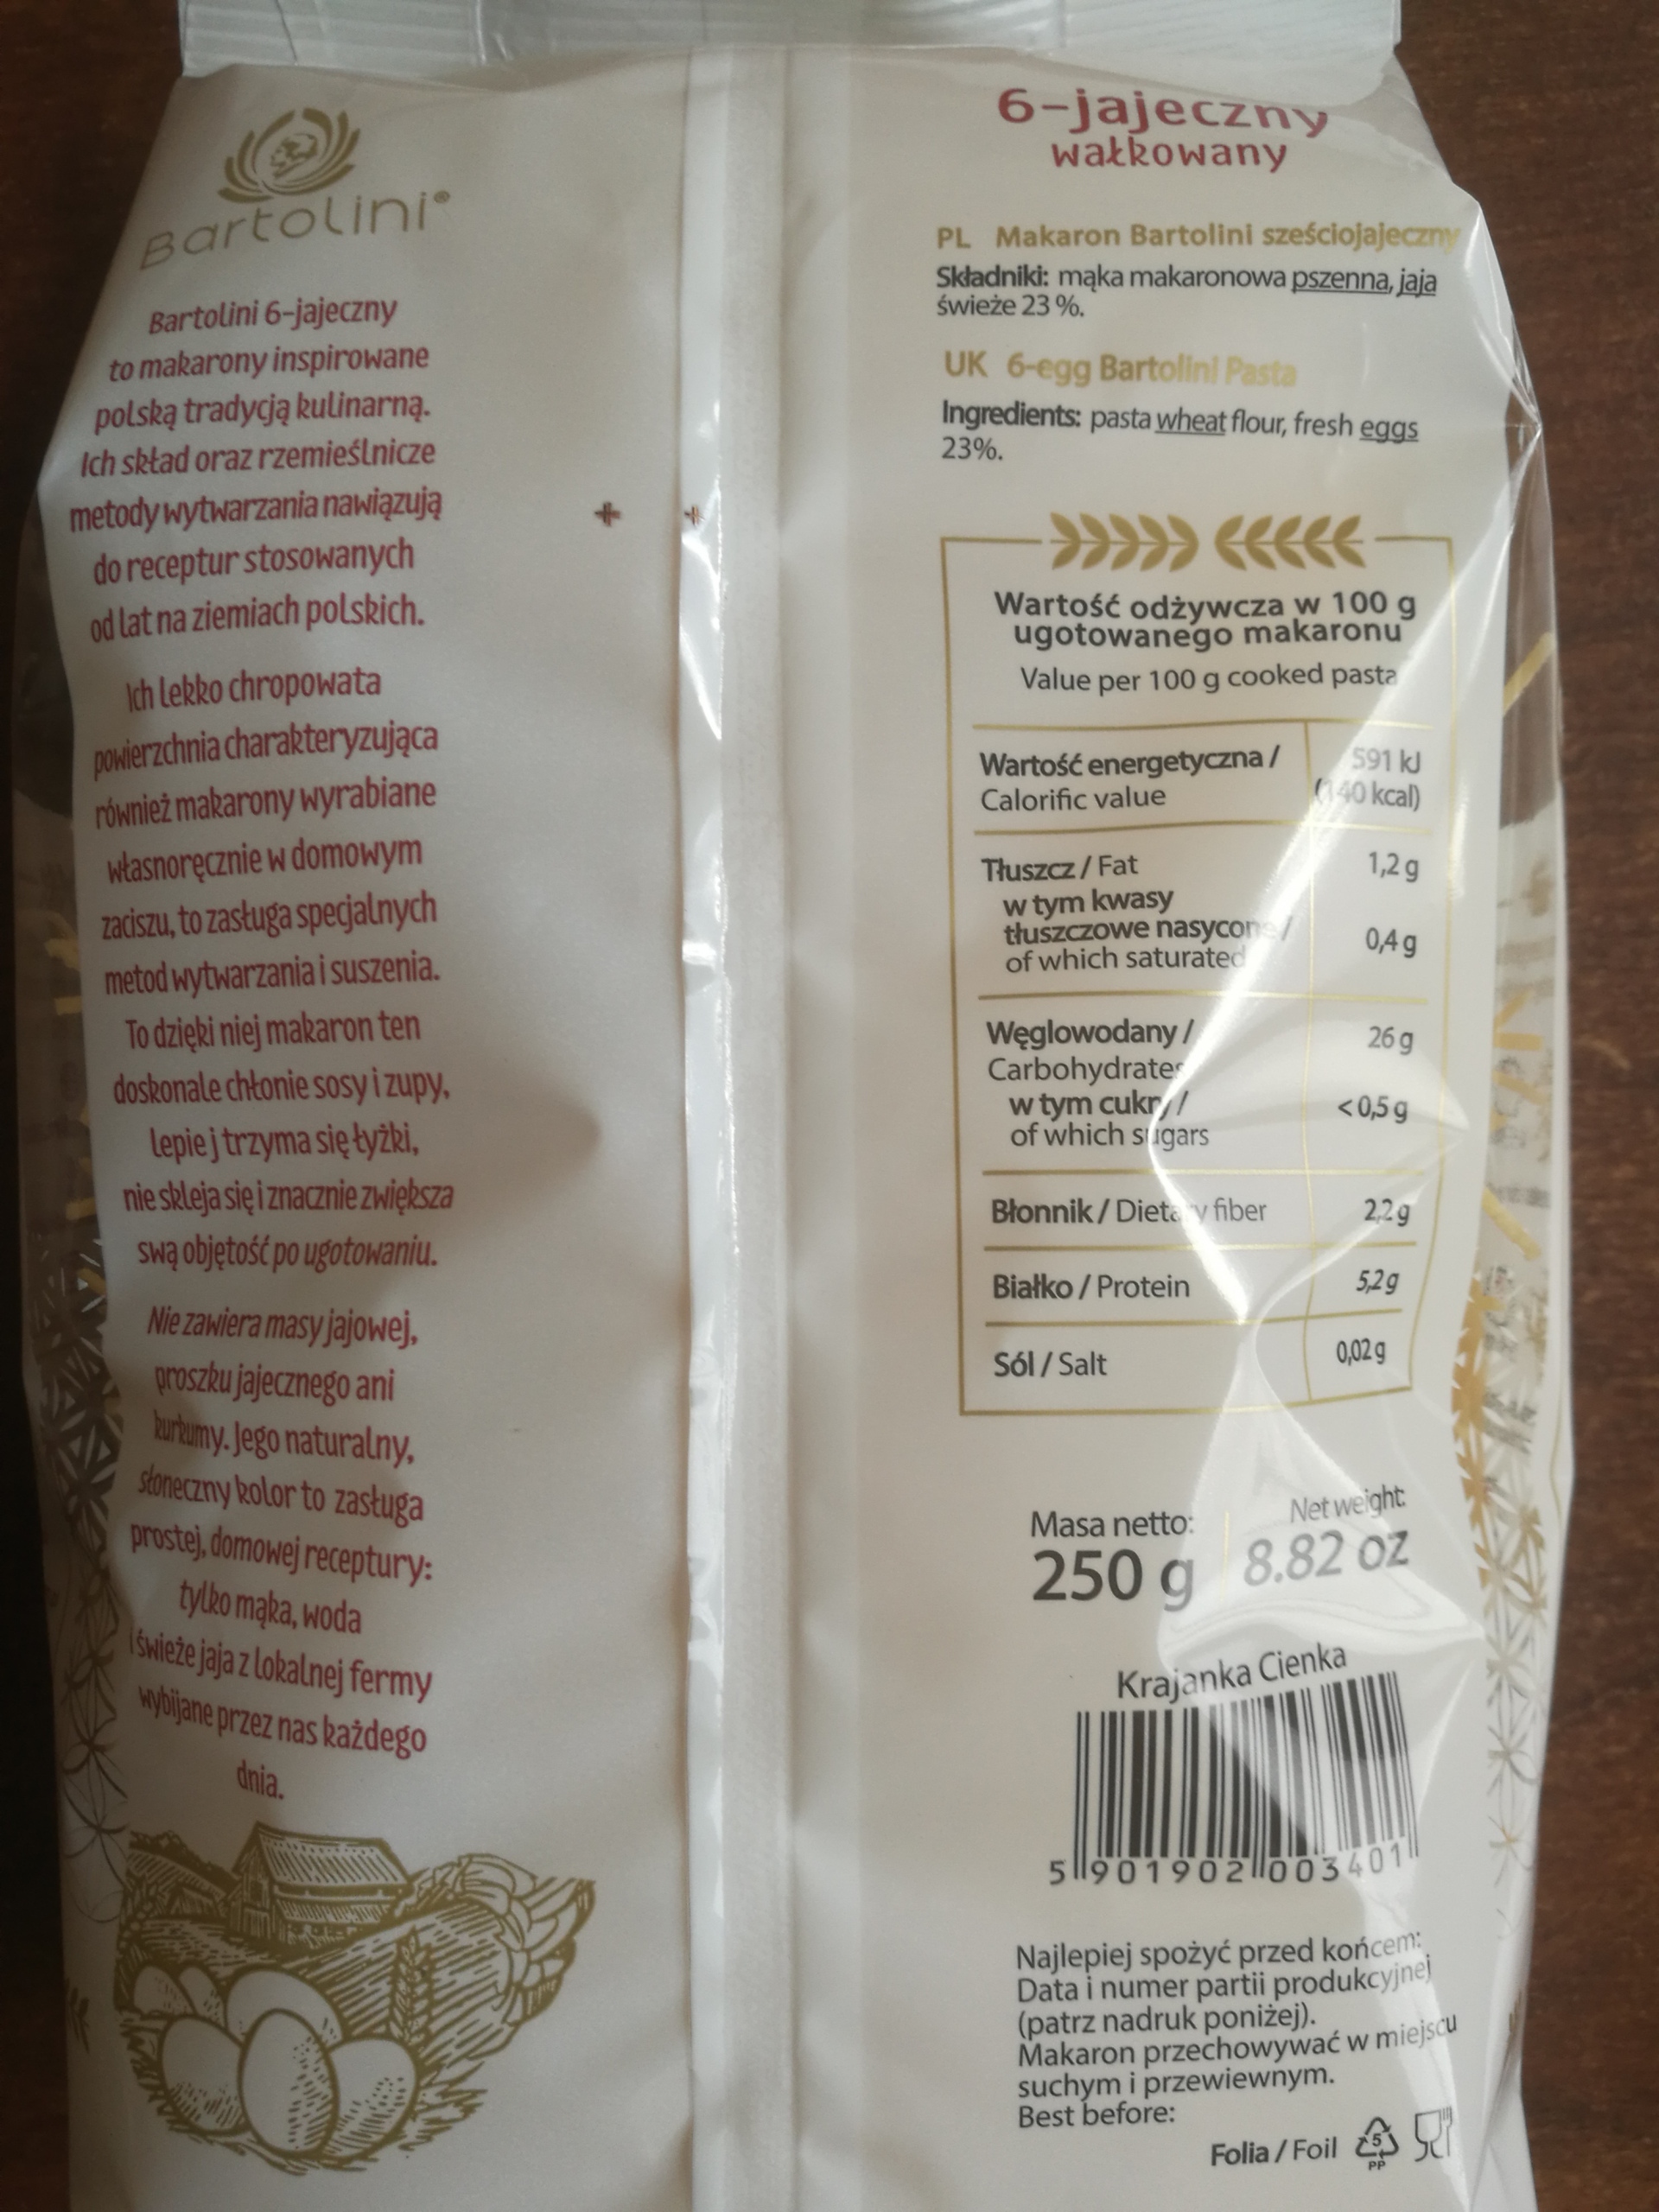 Bartolini®
Bartolini 6-jajeczny
to makarony inspirowane
polską tradycją kulinarną.
Ich skład oraz rzemieślnicze
metody wytwarzania nawiązują
do receptur stosowanych
od lat na ziemiach polskich.
Ich lekko chropowata
powierzchnia charakteryzująca
również makarony wyrabiane
własnoręcznie w domowym
zaciszu, to zasługa specjalnych
metod wytwarzania i suszenia.
To dzięki niej makaron ten
doskonale chłonie sosy i zupy,
lepiej trzyma się łyżki,
nie skleja się i znacznie zwiększa
swą objętość po ugotowaniu.
Nie zawiera masy jajowej,
proszku jajecznego ani
kurkumy. Jego naturalny,
słoneczny kolor to zasługa
prostej, domowej receptury:
tylko mąka, woda
i świeże jaja z lokalnej fermy
wybijane przez nas każdego
dnia.
6-jajeczny
wałkowany
PL Makaron Bartolini sześciojajeczny
Składniki: mąka makaronowa pszenna, jaja
świeże 23 %.
UK 6-egg Bartolini Pasta
Ingredients: pasta wheat flour, fresh eggs
23%.
Wartość odżywcza w 100 g
ugotowanego makaronu
Value per 100 g cooked pasta
Wartość energetyczna / 591 kJ
Calorific value (140 kcal)
Tłuszcz / Fat 1,2 g
w tym kwasy
tłuszczowe nasycone / 0,4 g
of which saturated
Węglowodany / 26 g
Carbohydrates
w tym cukry / < 0,5 g
of which sugars
Błonnik / Dietary fiber 2,2 g
Białko / Protein 5,2 g
Sól / Salt 0,02 g
Masa netto: Net weight:
250 g 8.82 oz
Krajanka Cienka
5 901902 003401
Najlepiej spożyć przed końcem:
Data i numer partii produkcyjnej
(patrz nadruk poniżej).
Makaron przechowywać w miejscu
suchym i przewiewnym.
Best before:
Folia / Foil 5
PP